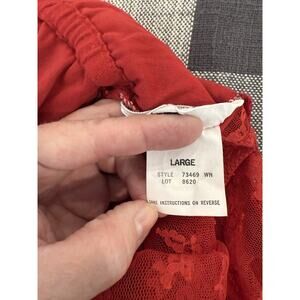 LARGE
STYLE 73469 WN
LOT 8620
INSTRUCTIONS ON REVERSE